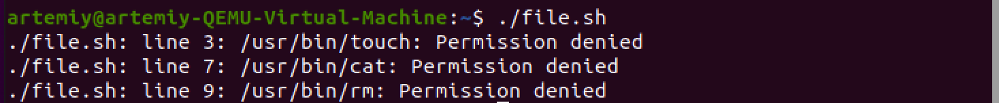 artemiy@artemiy-QEMU-Virtual-Machine:~$ ./file.sh
./file.sh: line 3: /usr/bin/touch: Permission denied
./file.sh: line 7: /usr/bin/cat: Permission denied
./file.sh: line 9: /usr/bin/rm: Permission denied